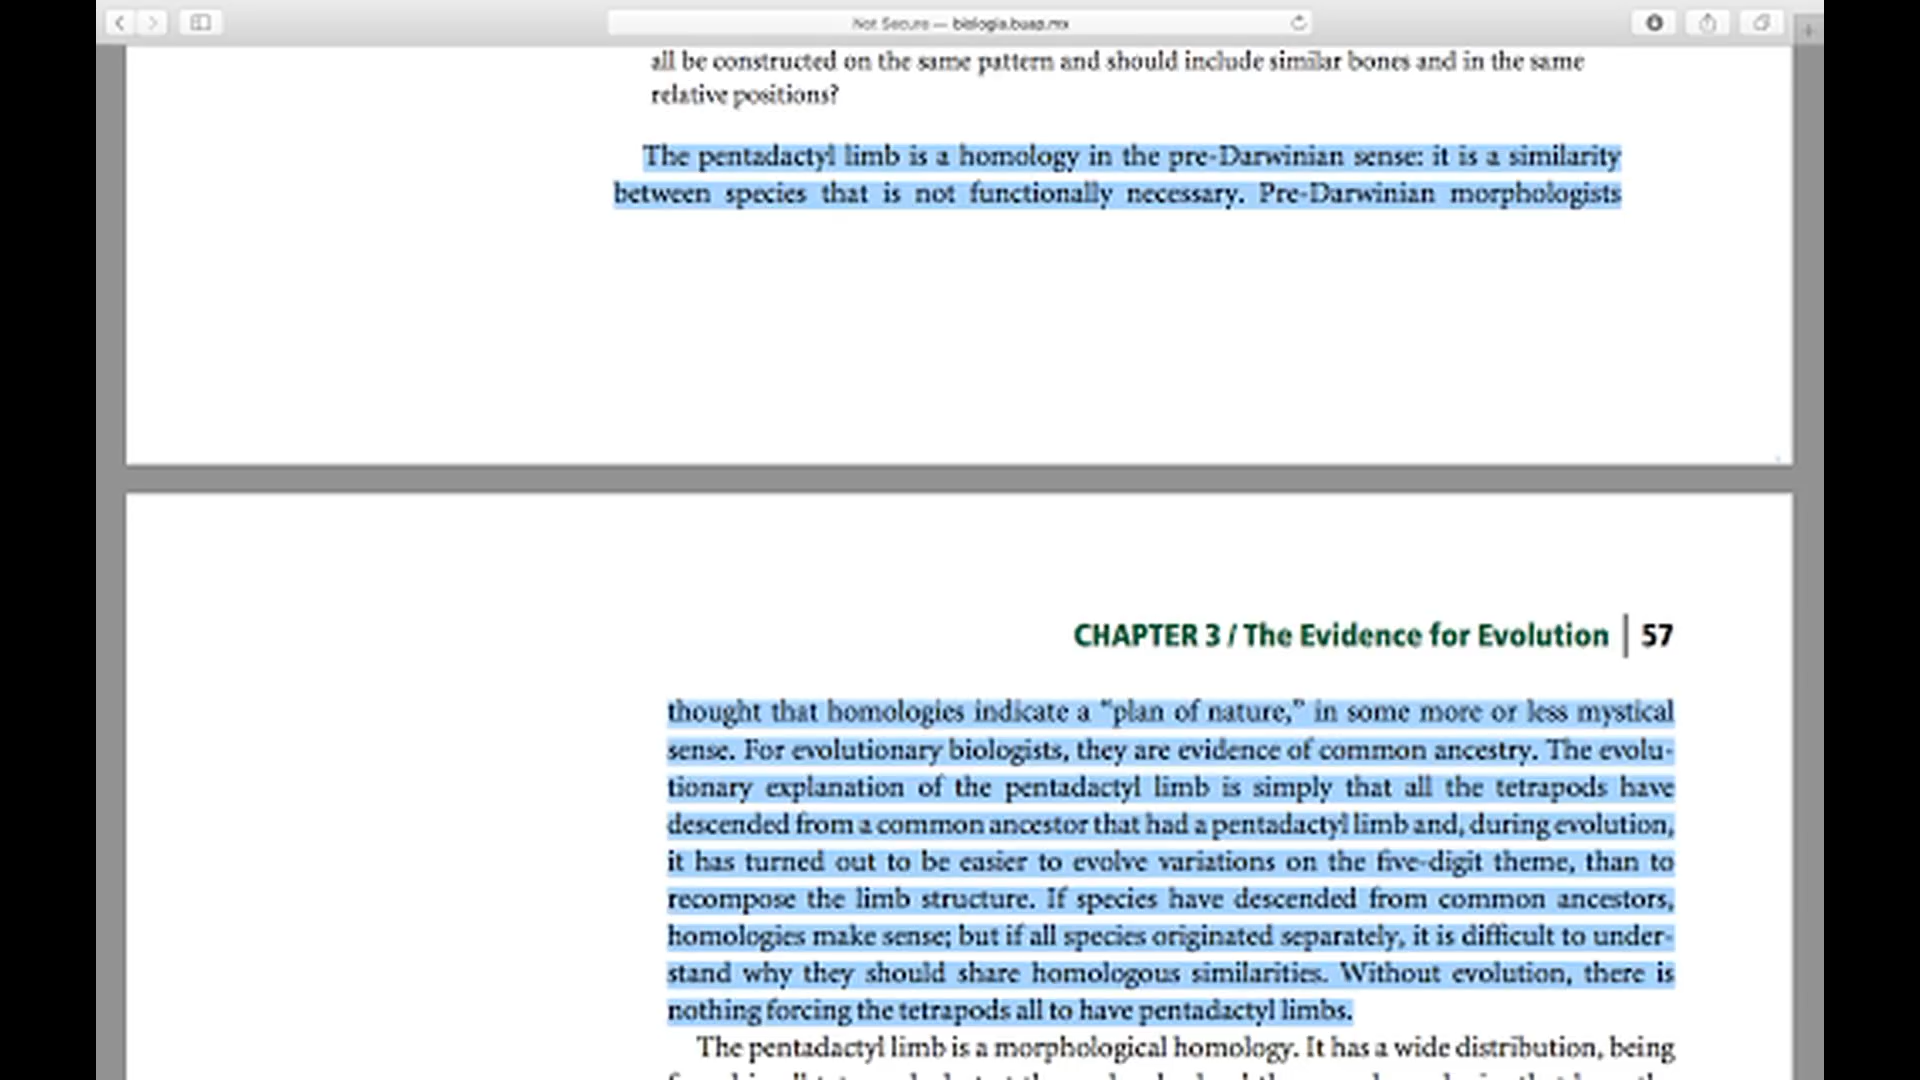 Not Secure — biologia.buap.mx
all be constructed on the same pattern and should include similar bones and in the same
relative positions?
The pentadactyl limb is a homology in the pre-Darwinian sense: it is a similarity
between species that is not functionally necessary. Pre-Darwinian morphologists
CHAPTER 3 / The Evidence for Evolution | 57
thought that homologies indicate a “plan of nature,” in some more or less mystical
sense. For evolutionary biologists, they are evidence of common ancestry. The evolu-
tionary explanation of the pentadactyl limb is simply that all the tetrapods have
descended from a common ancestor that had a pentadactyl limb and, during evolution,
it has turned out to be easier to evolve variations on the five-digit theme, than to
recompose the limb structure. If species have descended from common ancestors,
homologies make sense; but if all species originated separately, it is difficult to under-
stand why they should share homologous similarities. Without evolution, there is
nothing forcing the tetrapods all to have pentadactyl limbs.
The pentadactyl limb is a morphological homology. It has a wide distribution, being